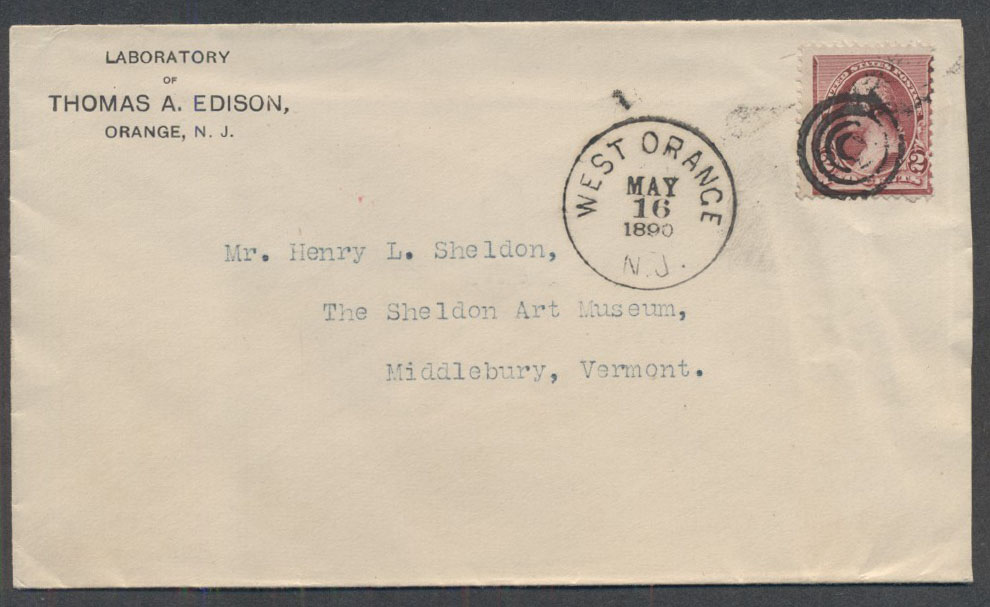 LABORATORY
OF
THOMAS A. EDISON,
ORANGE, N. J.
WEST ORANGE
MAY
16
1890
N.J.
2
Mr. Henry L. Sheldon,
The Sheldon Art Museum,
Middlebury, Vermont.